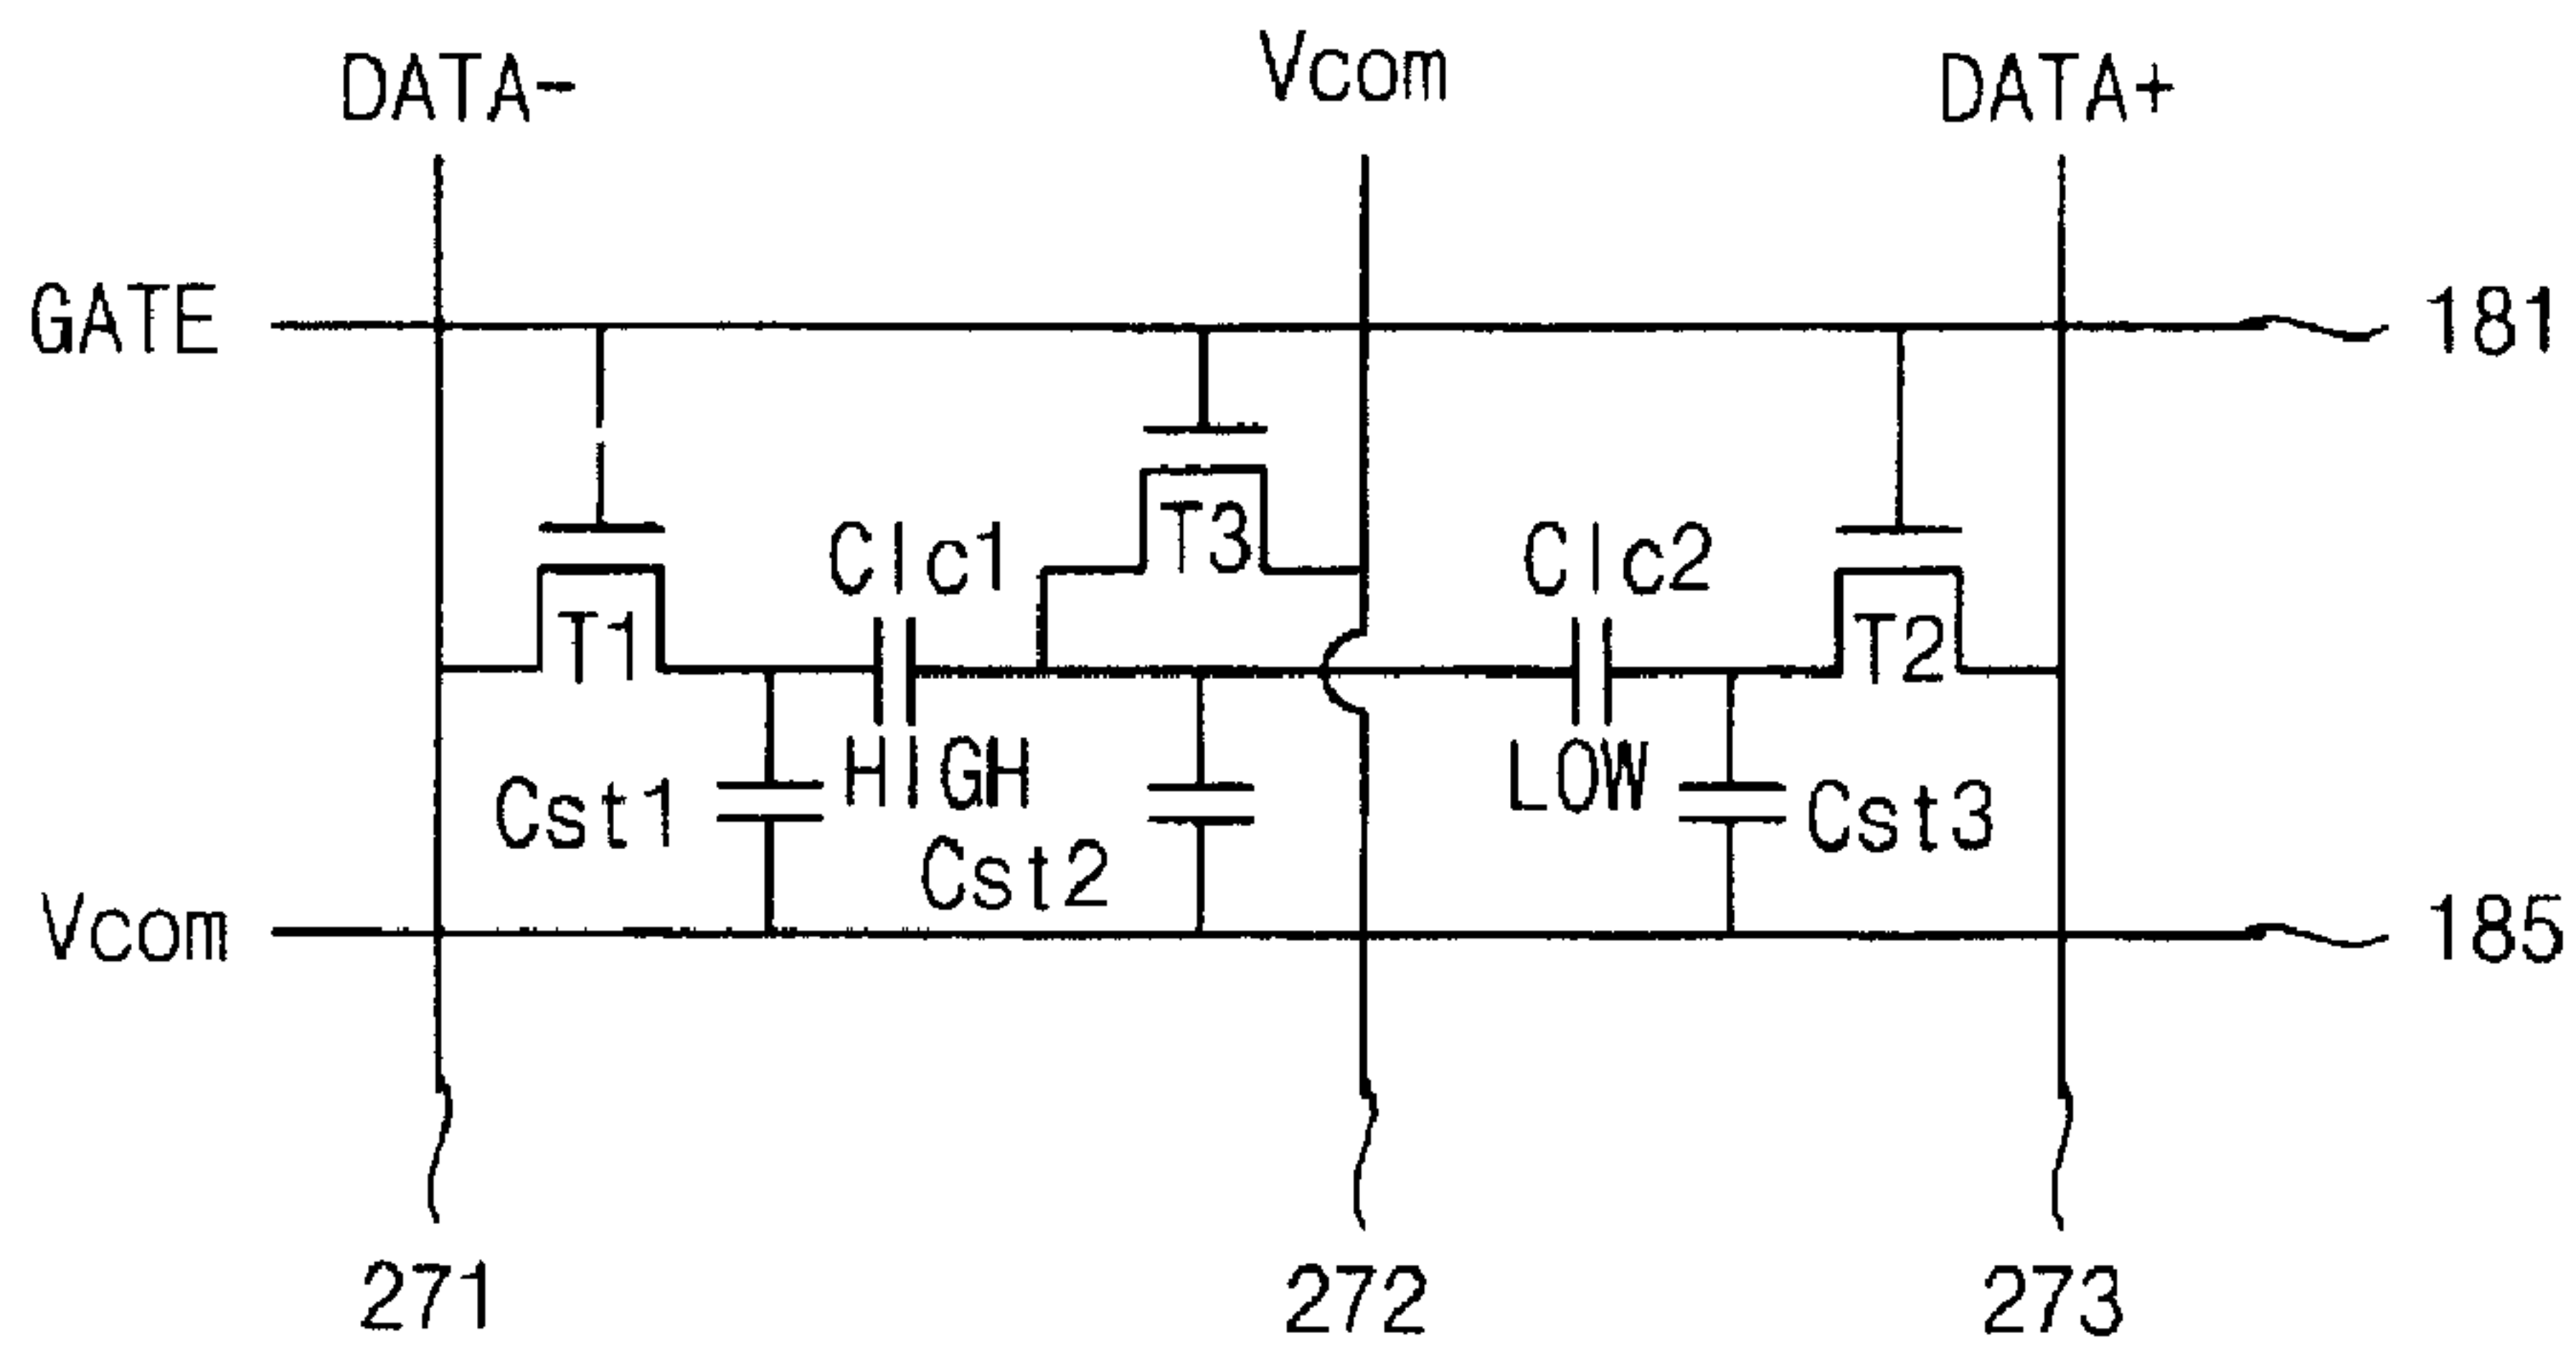 DATA- Vcom DATA+
GATE 181
T3
Clc1 Clc2
T1 T2
HIGH LOW
Cst1 Cst3
Cst2
Vcom 185
271 272 273